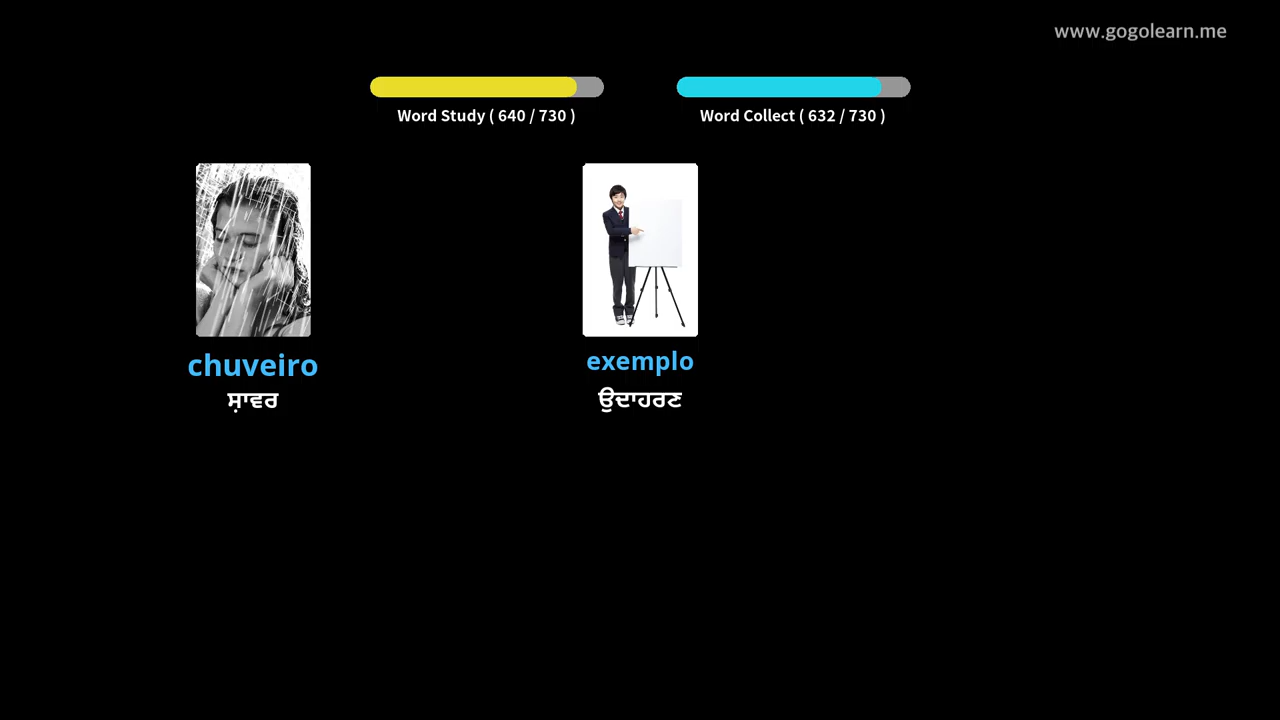 www.gogolearn.me
Word Study ( 640 / 730 )
Word Collect ( 632 / 730 )
chuveiro
ਸ਼ਾਵਰ
exemplo
ਉਦਾਹਰਣ